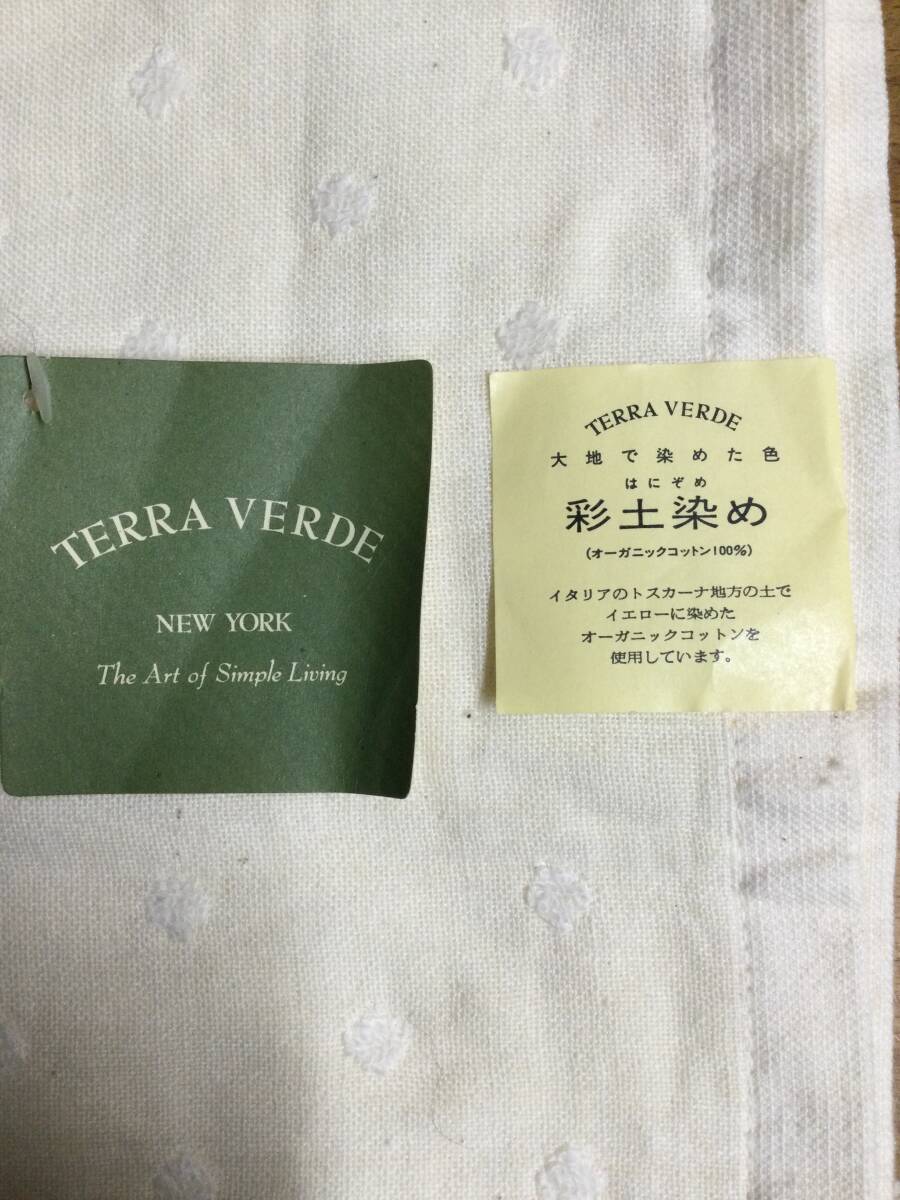 TERRA VERDE
NEW YORK
The Art of Simple Living
TERRA VERDE
大地で染めた色
はにぞめ
彩土染め
(オーガニックコットン100%)
イタリアのトスカーナ地方の土で
イエローに染めた
オーガニックコットンを
使用しています。